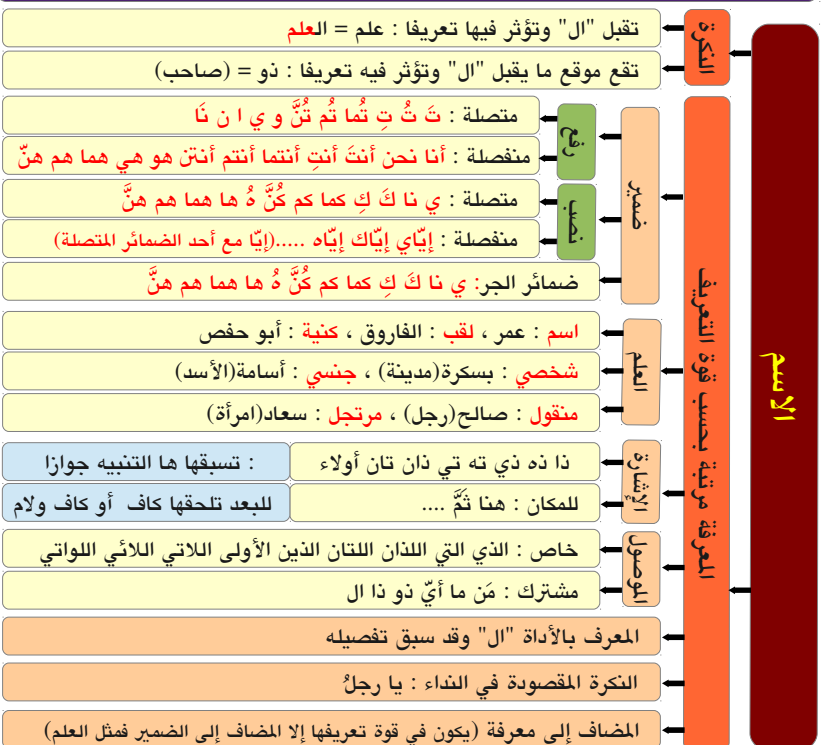 الاسم
النكرة
تقبل "ال" وتؤثر فيها تعريفا : علم = العلم
تقع موقع ما يقبل "ال" وتؤثر فيه تعريفا : ذو = (صاحب)
المعرفة مرتبة بحسب قوة التعريف
ضمير
رفع
متصلة : تَ تُ تِ تُما تُم تُنَّ و ي ا ن نَا
منفصلة : أنا نحن أنتَ أنتِ أنتما أنتم أنتن هو هي هما هم هنّ
نصب
متصلة : ي نا كَ كِ كما كم كُنَّ هُ ها هما هم هنَّ
منفصلة : إيّاي إيّاك إيّاه .....(إيّا مع أحد الضمائر المتصلة)
ضمائر الجر: ي نا كَ كِ كما كم كُنَّ هُ ها هما هم هنَّ
العلم
اسم : عمر ، لقب : الفاروق ، كنية : أبو حفص
شخصي : بسكرة(مدينة) ، جنسي : أسامة(الأسد)
منقول : صالح(رجل) ، مرتجل : سعاد(امرأة)
الإشارة
ذا ذه ذي ته تي ذان تان أولاء : تسبقها ها التنبيه جوازا
للمكان : هنا ثَمَّ .... للبعد تلحقها كاف أو كاف ولام
الموصول
خاص : الذي التي اللذان اللتان الذين الأولى اللاتي اللائي اللواتي
مشترك : مَن ما أيّ ذو ذا ال
المعرف بالأداة "ال" وقد سبق تفصيله
النكرة المقصودة في النداء : يا رجلُ
المضاف إلى معرفة (يكون في قوة تعريفها إلا المضاف إلى الضمير فمثل العلم)